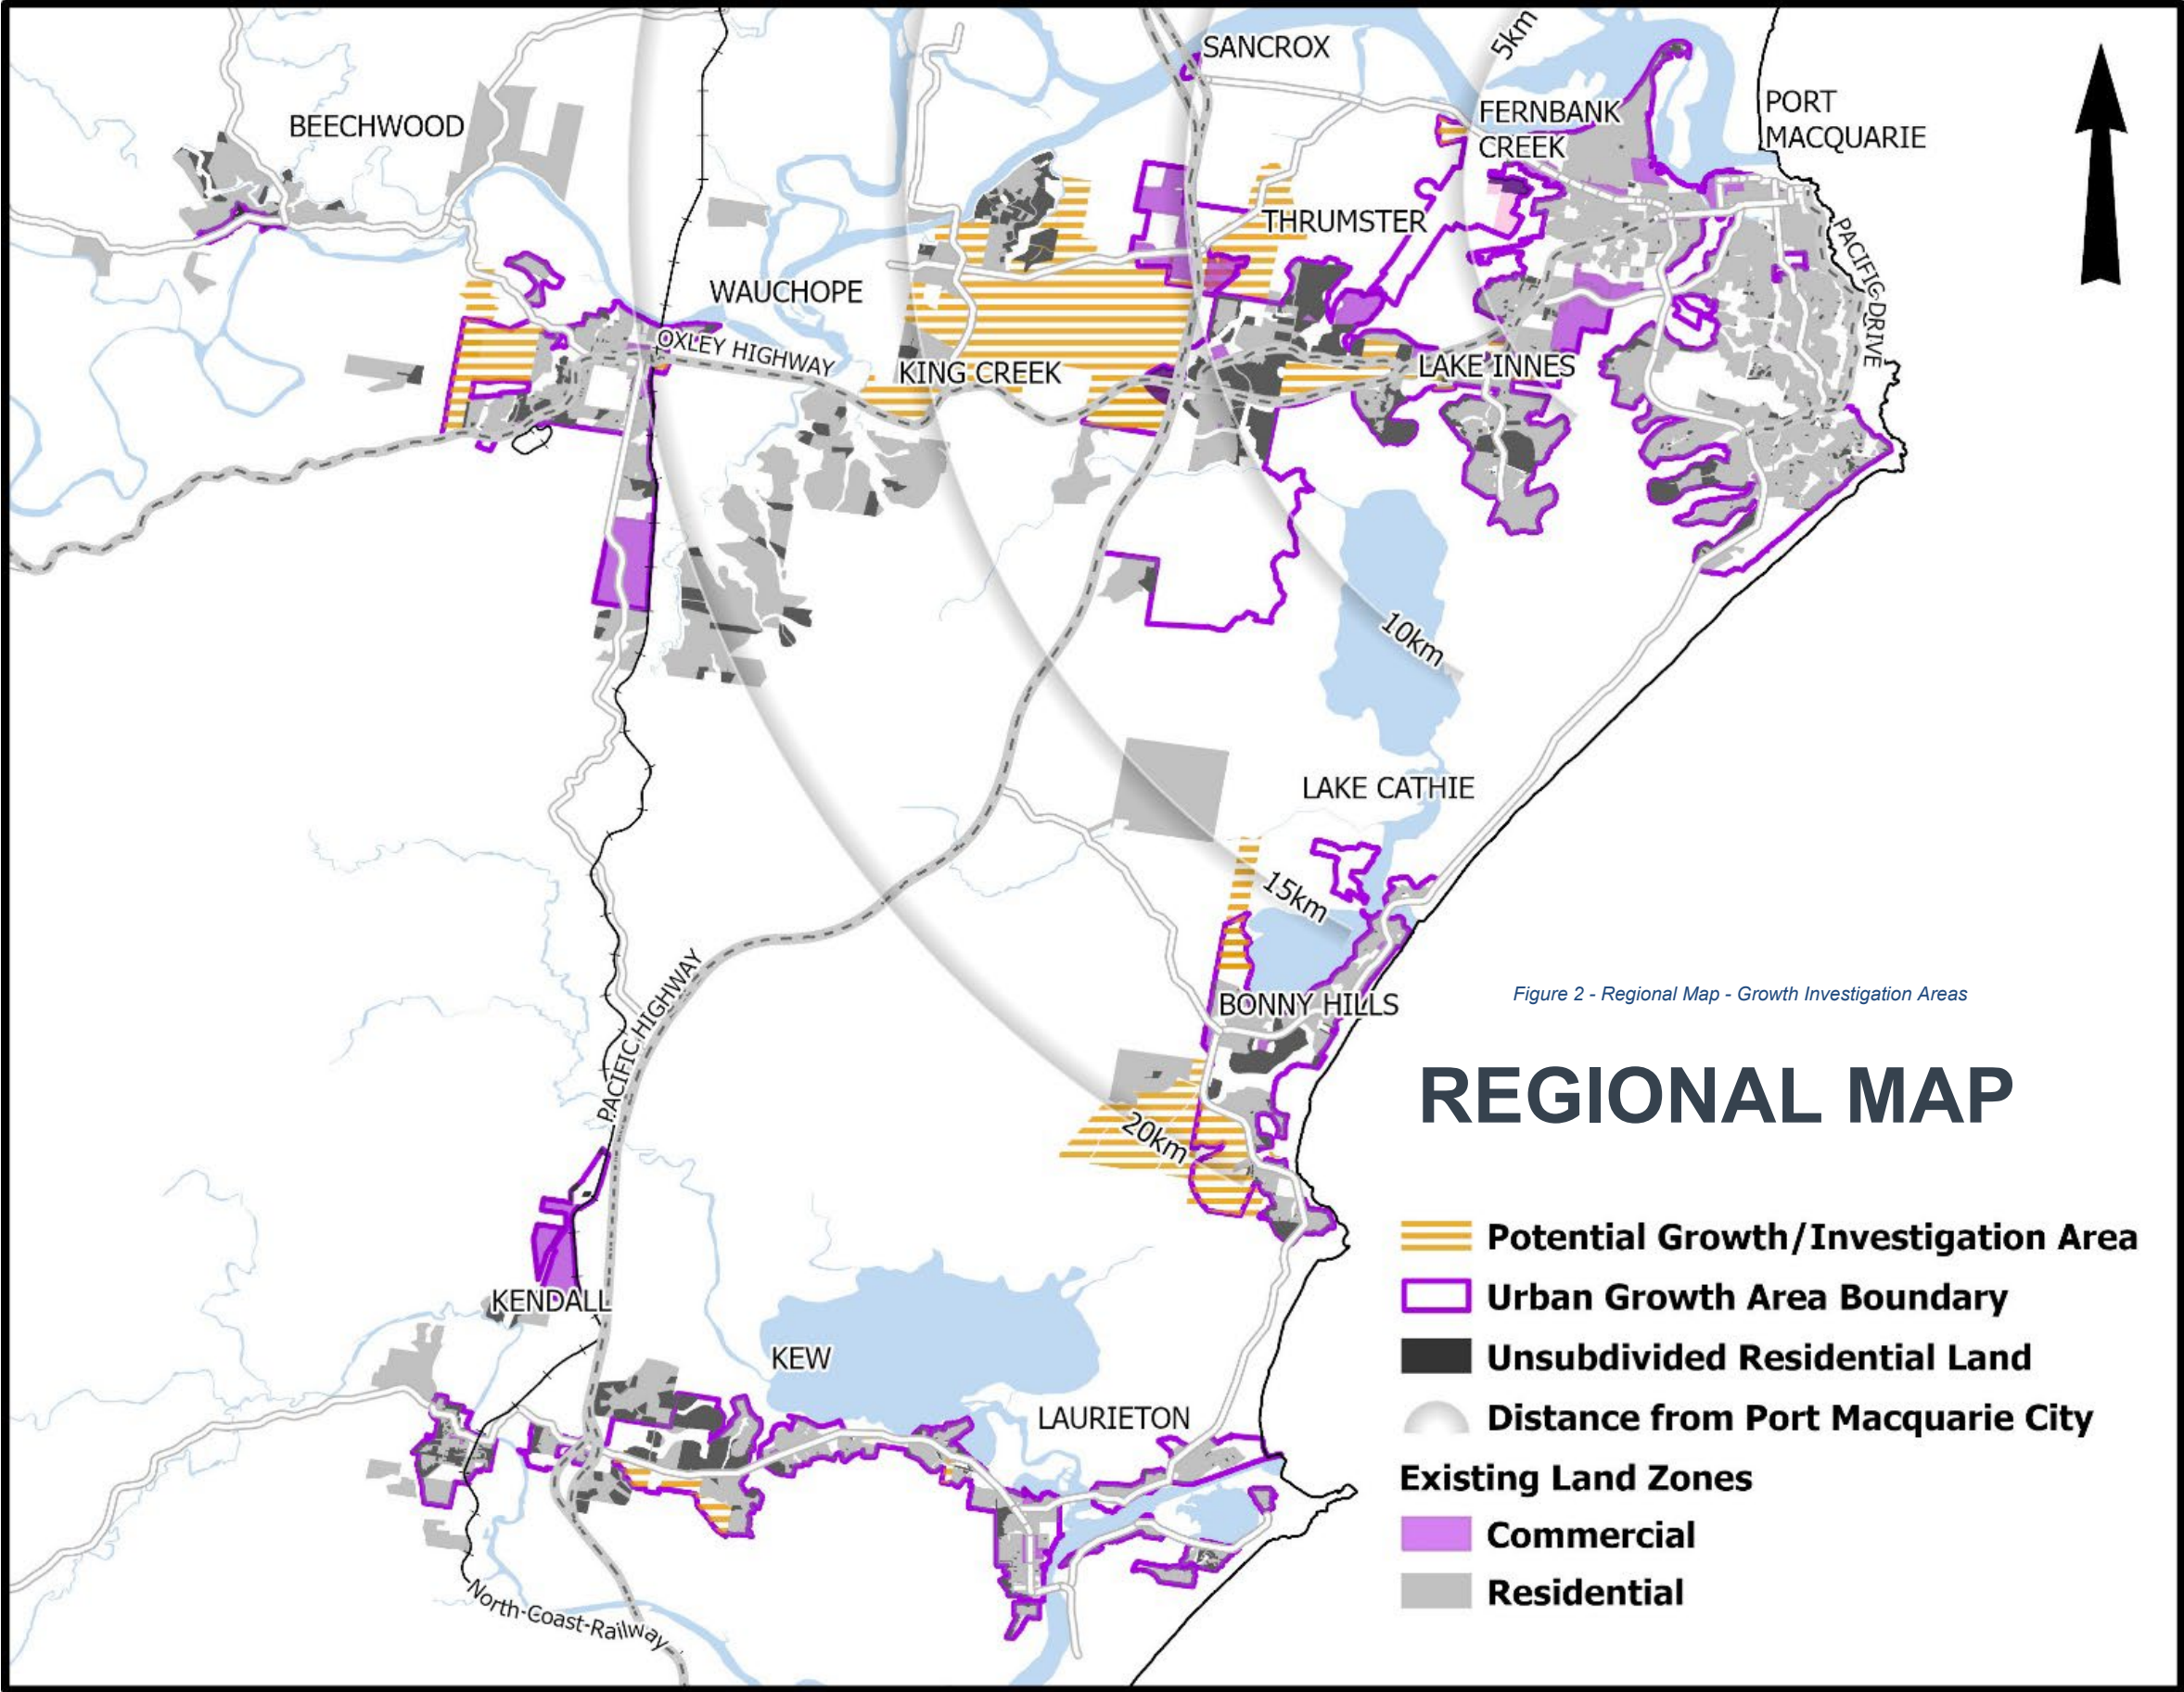 SANCROX
5km
BEECHWOOD
FERNBANK
CREEK
PORT
MACQUARIE
THRUMSTER
PACIFIC DRIVE
WAUCHOPE
OXLEY HIGHWAY
KING CREEK
LAKE INNES
10km
LAKE CATHIE
15km
PACIFIC HIGHWAY
BONNY HILLS
Figure 2 - Regional Map - Growth Investigation Areas
REGIONAL MAP
20km
Potential Growth/Investigation Area
Urban Growth Area Boundary
KENDALL
Unsubdivided Residential Land
KEW
Distance from Port Macquarie City
LAURIETON
Existing Land Zones
Commercial
Residential
North-Coast-Railway